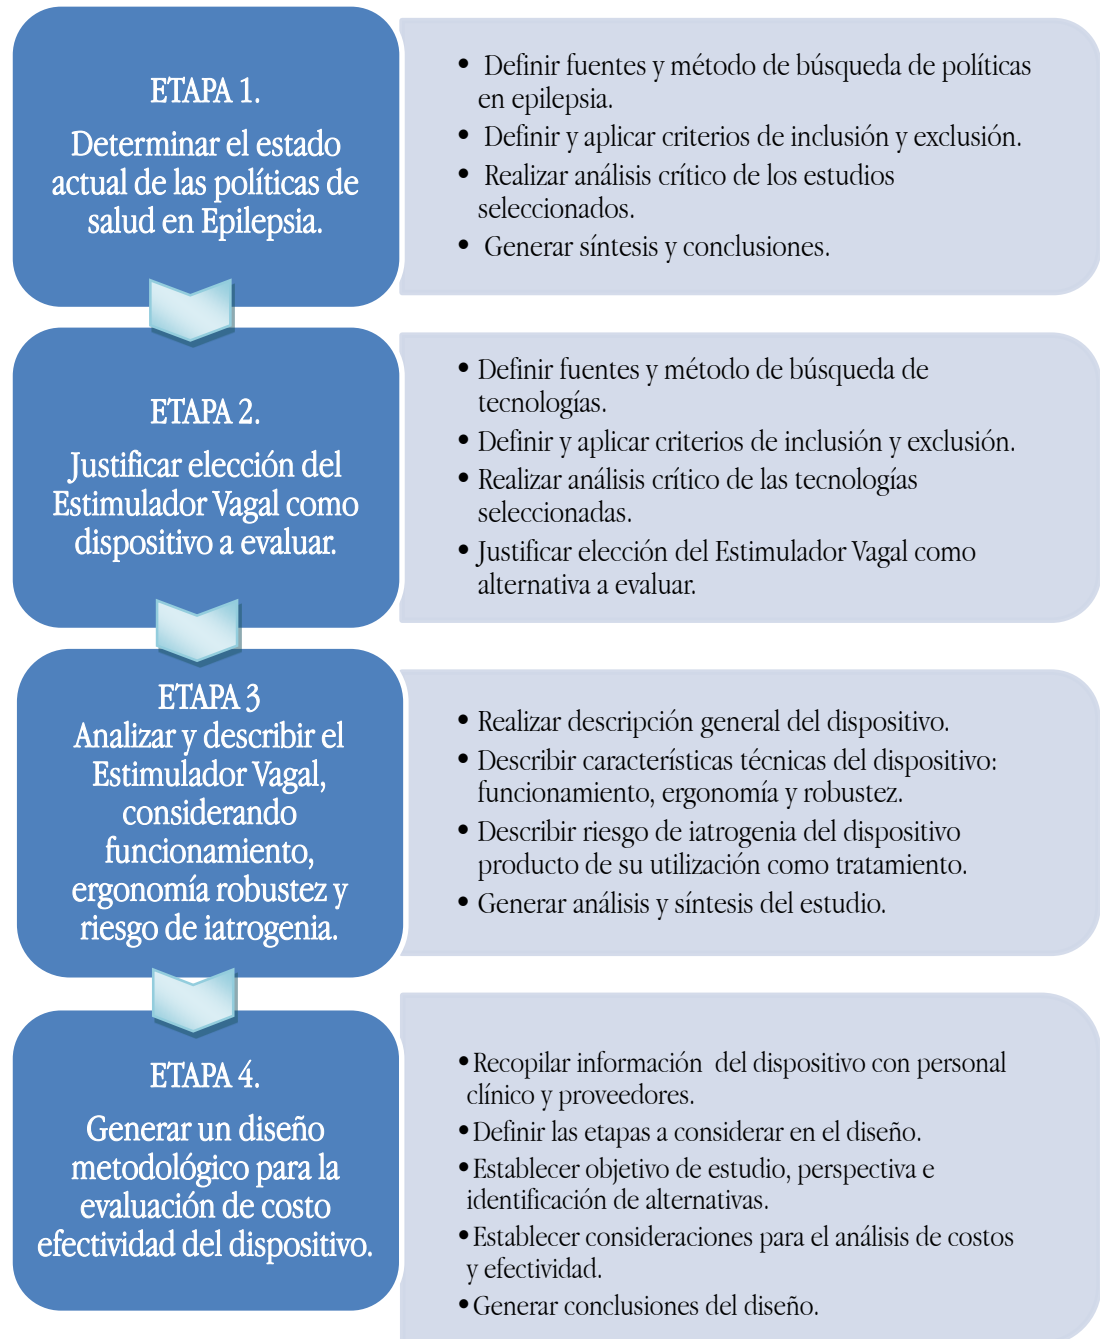 ETAPA 1.
Determinar el estado
actual de las políticas de
salud en Epilepsia.
• Definir fuentes y método de búsqueda de políticas
en epilepsia.
• Definir y aplicar criterios de inclusión y exclusión.
• Realizar análisis crítico de los estudios
seleccionados.
• Generar síntesis y conclusiones.
ETAPA 2.
Justificar elección del
Estimulador Vagal como
dispositivo a evaluar.
• Definir fuentes y método de búsqueda de
tecnologías.
• Definir y aplicar criterios de inclusión y exclusión.
• Realizar análisis crítico de las tecnologías
seleccionadas.
• Justificar elección del Estimulador Vagal como
alternativa a evaluar.
ETAPA 3
Analizar y describir el
Estimulador Vagal,
considerando
funcionamiento,
ergonomía robustez y
riesgo de iatrogenia.
• Realizar descripción general del dispositivo.
• Describir características técnicas del dispositivo:
funcionamiento, ergonomía y robustez.
• Describir riesgo de iatrogenia del dispositivo
producto de su utilización como tratamiento.
• Generar análisis y síntesis del estudio.
ETAPA 4.
Generar un diseño
metodológico para la
evaluación de costo
efectividad del dispositivo.
•Recopilar información  del dispositivo con personal
clínico y proveedores.
•Definir las etapas a considerar en el diseño.
•Establecer objetivo de estudio, perspectiva e
identificación de alternativas.
•Establecer consideraciones para el análisis de costos
y efectividad.
•Generar conclusiones del diseño.